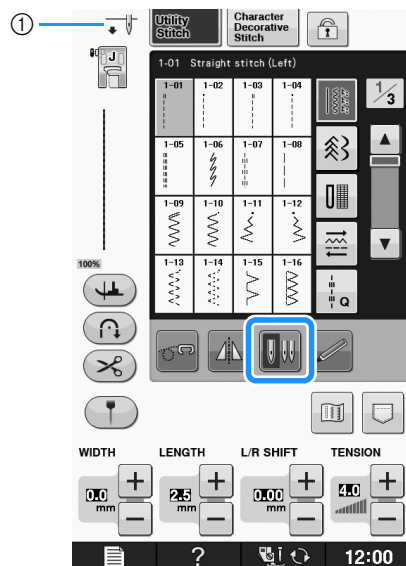 ①
Utility
Stitch
Character
Decorative
Stitch
J
1-01 Straight stitch (Left)
1/3
1-01 1-02 1-03 1-04
1-05 1-06 1-07 1-08
1-09 1-10 1-11 1-12
1-13 1-14 1-15 1-16
Q
100%
WIDTH LENGTH L/R SHIFT TENSION
0.0 mm + −
2.5 mm + −
0.00 mm + −
4.0 + −
? 12:00